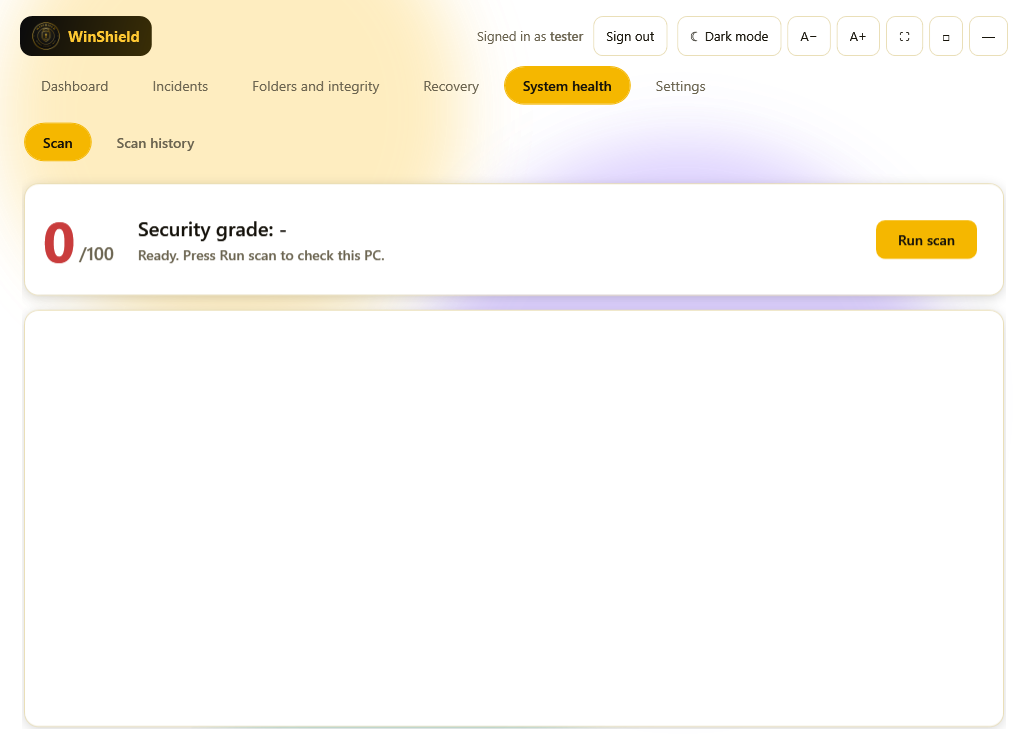 WinShield
Signed in as tester
Sign out
☾ Dark mode
A−
A+
Dashboard
Incidents
Folders and integrity
Recovery
System health
Settings
Scan
Scan history
0 /100
Security grade: -
Ready. Press Run scan to check this PC.
Run scan